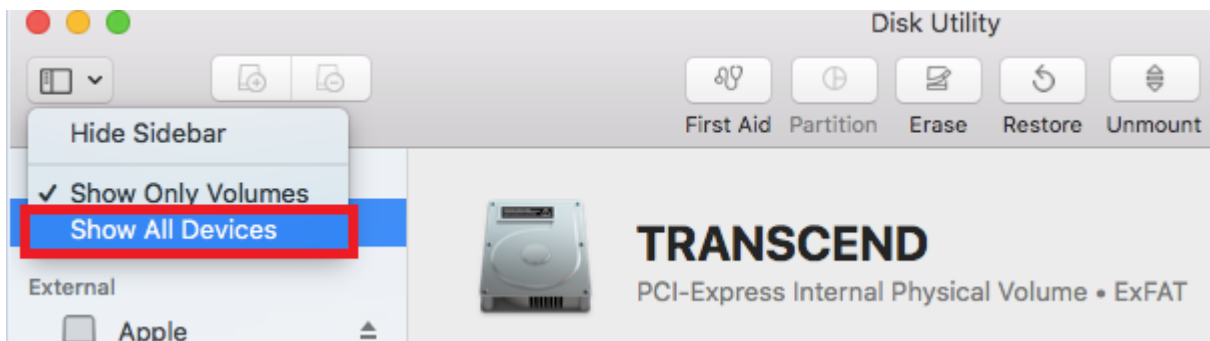 Disk Utility
First Aid Partition Erase Restore Unmount
Hide Sidebar
Show Only Volumes
Show All Devices
External
Apple
TRANSCEND
PCI-Express Internal Physical Volume • ExFAT